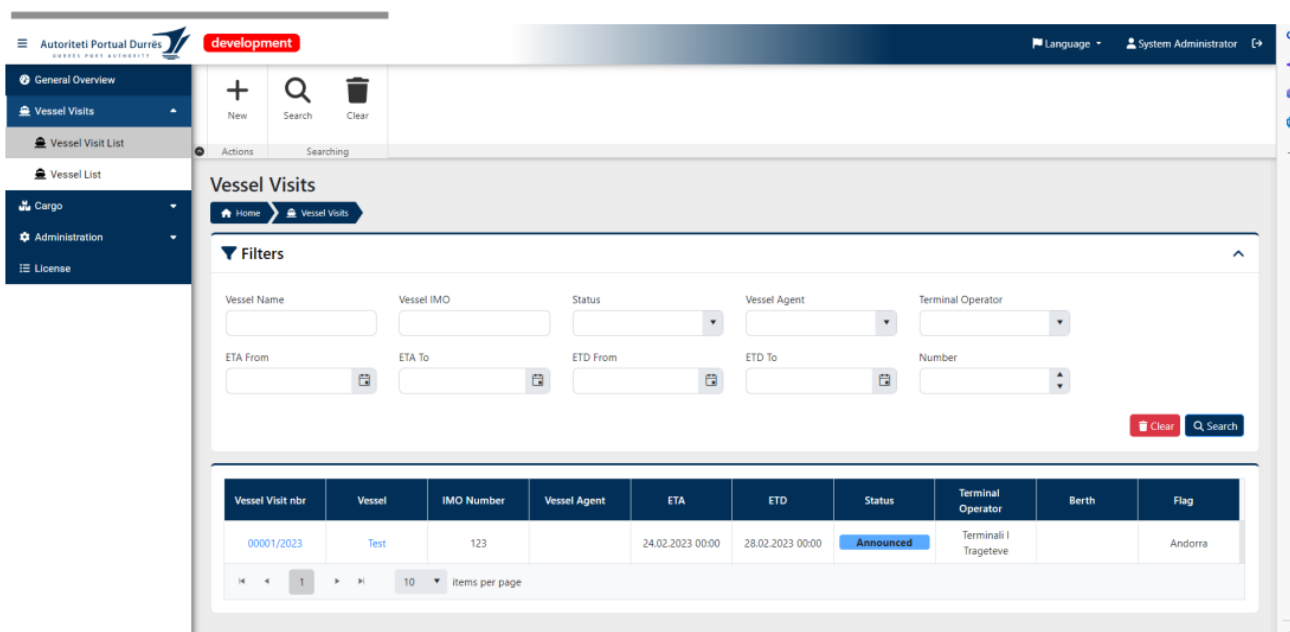 Autoriteti Portual Durrës
DURRËS PORT AUTHORITY
development
Language
System Administrator
General Overview
Vessel Visits
Vessel Visit List
Vessel List
Cargo
Administration
License
New
Search
Clear
Actions
Searching
Vessel Visits
Home
Vessel Visits
Filters
Vessel Name
Vessel IMO
Status
Vessel Agent
Terminal Operator
ETA From
ETA To
ETD From
ETD To
Number
Clear
Search
Vessel Visit nbr
Vessel
IMO Number
Vessel Agent
ETA
ETD
Status
Terminal
Operator
Berth
Flag
00001/2023
Test
123
24.02.2023 00:00
28.02.2023 00:00
Announced
Terminali I
Trageteve
Andorra
1
10
items per page